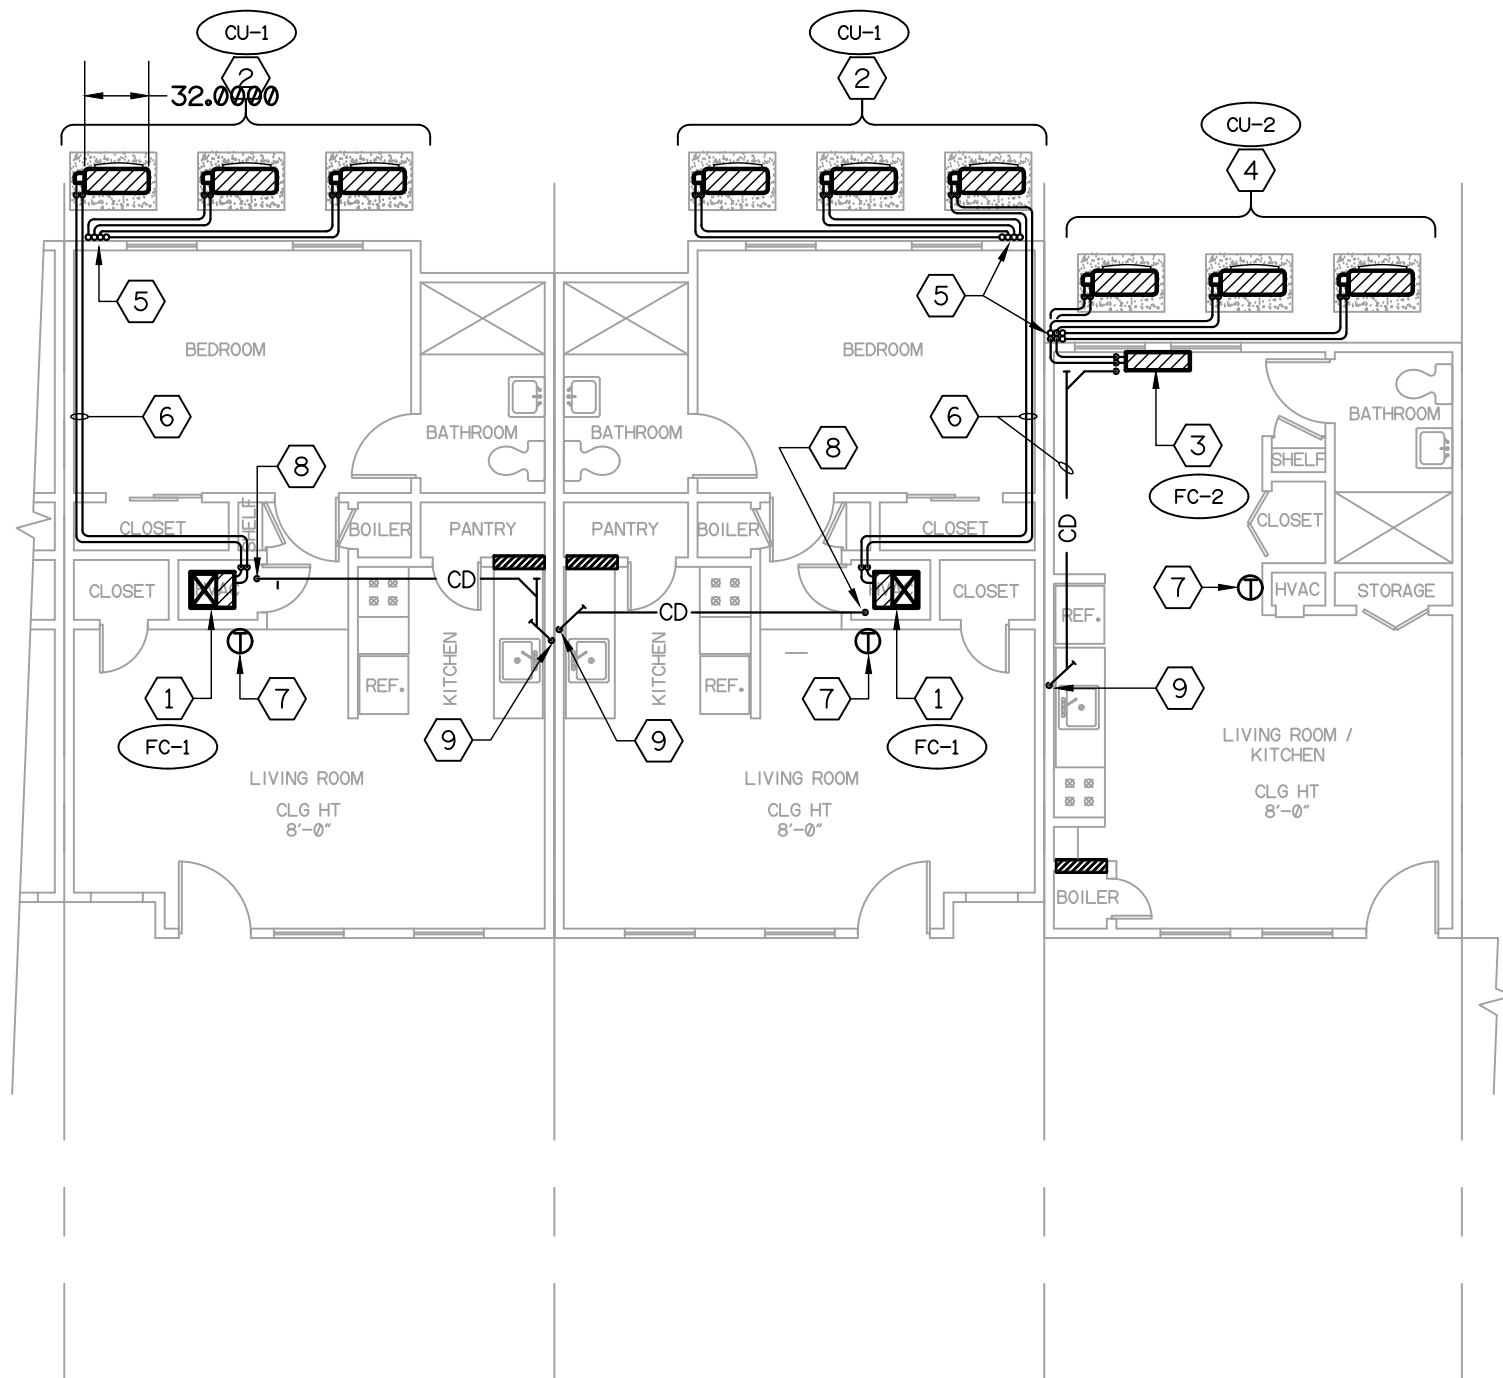 CU-1
2
32.0000
CU-1
2
CU-2
4
5
BEDROOM
5
BEDROOM
6
BATHROOM
BATHROOM
6
8
8
3
BATHROOM
SHELF
FC-2
CLOSET
SHELF
BOILER
PANTRY
PANTRY
BOILER
CLOSET
CLOSET
CD
CLOSET
CD
CD
CLOSET
7
T
HVAC
STORAGE
REF.
T
T
1
7
REF.
KITCHEN
KITCHEN
REF.
7
1
9
FC-1
9
9
FC-1
LIVING ROOM
CLG HT
8'-0"
LIVING ROOM
CLG HT
8'-0"
LIVING ROOM /
KITCHEN
CLG HT
8'-0"
BOILER